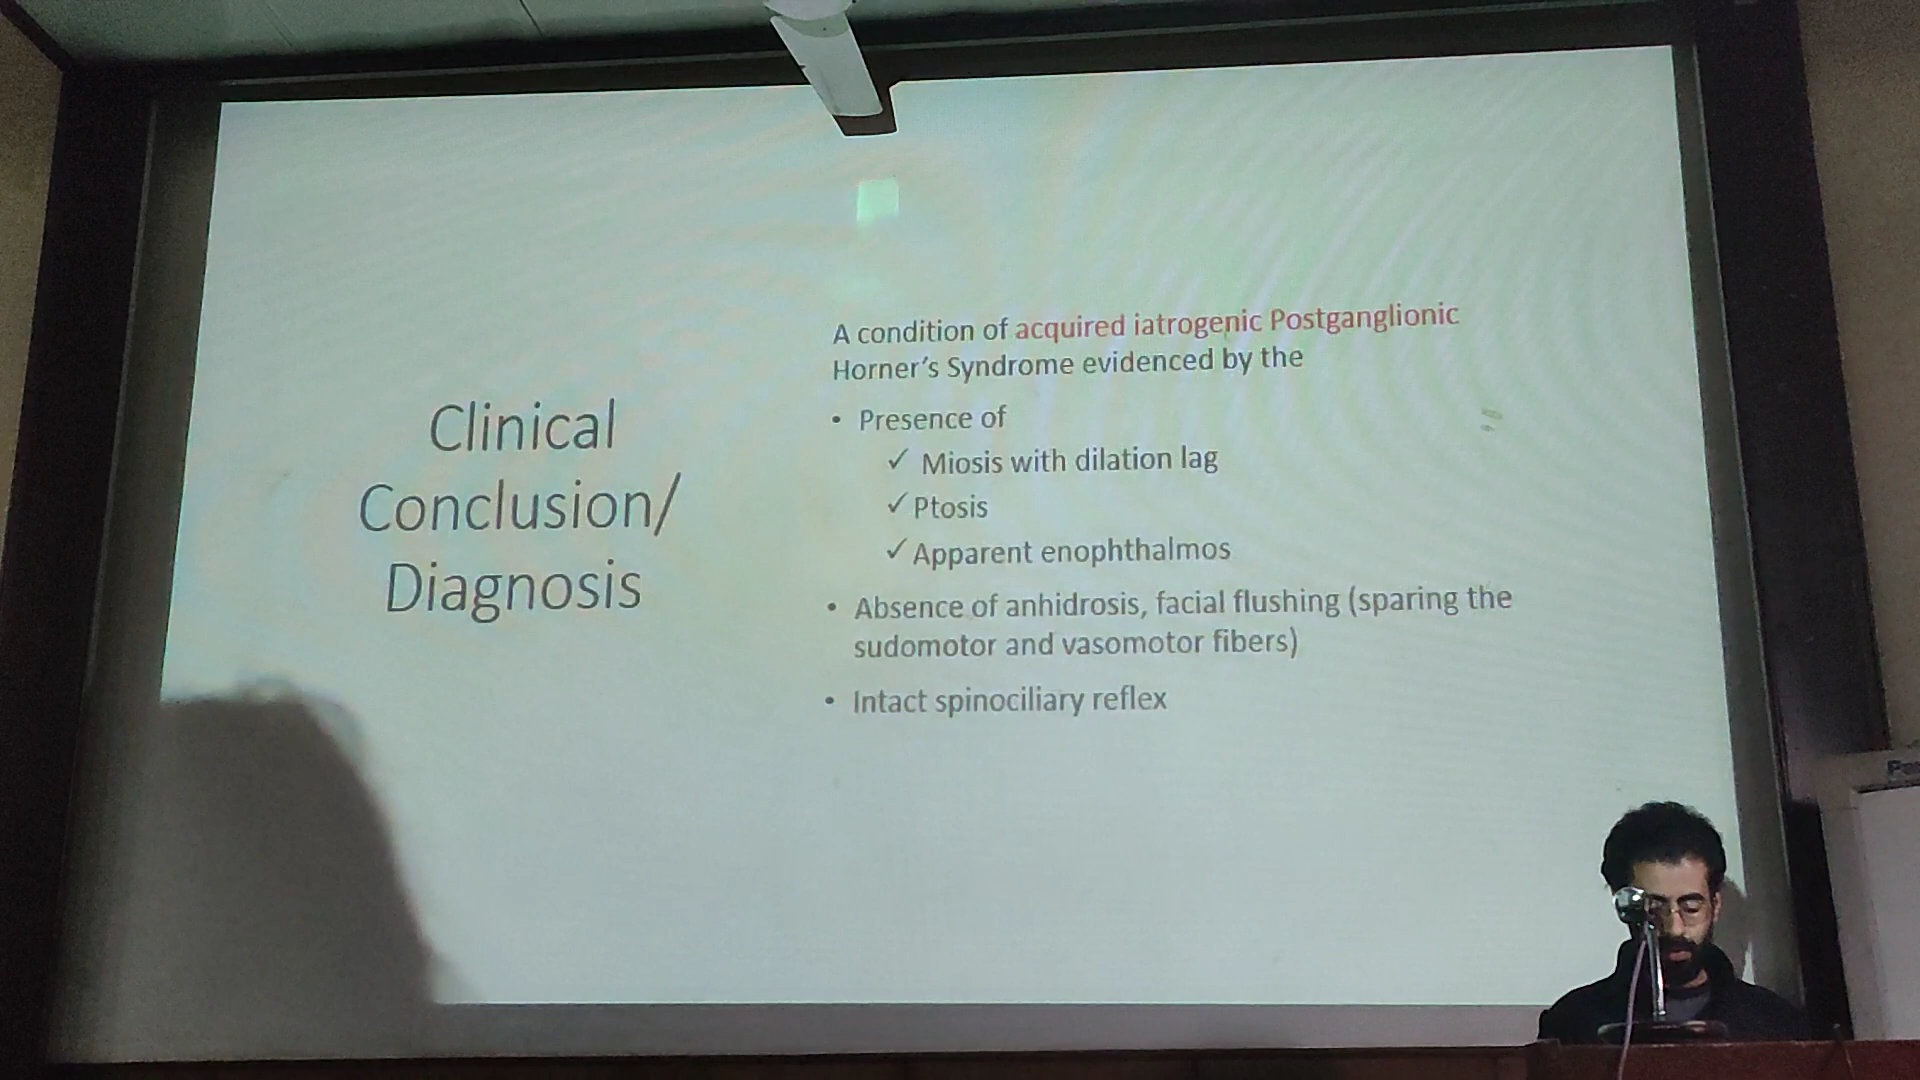 Clinical
Conclusion/
Diagnosis
A condition of acquired iatrogenic Postganglionic
Horner's Syndrome evidenced by the
• Presence of
✓ Miosis with dilation lag
✓ Ptosis
✓ Apparent enophthalmos
• Absence of anhidrosis, facial flushing (sparing the
sudomotor and vasomotor fibers)
• Intact spinociliary reflex